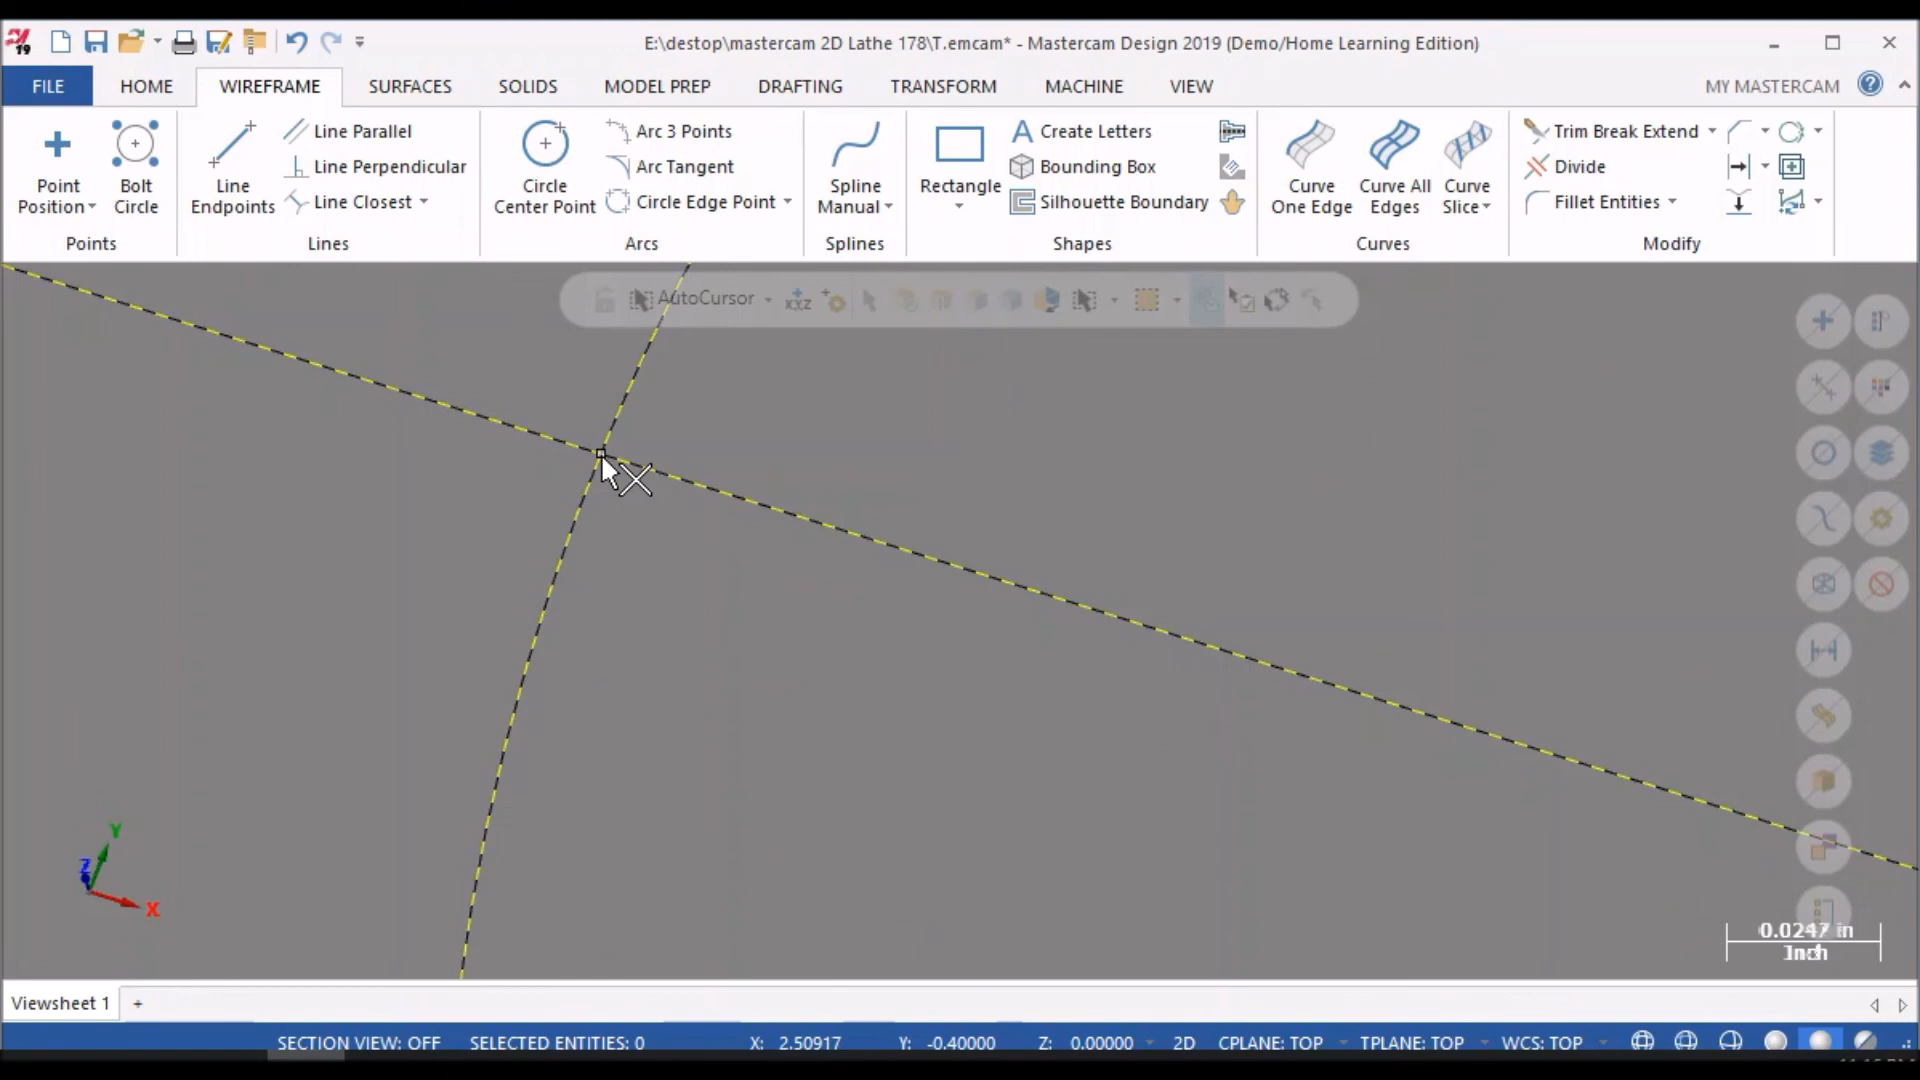 19
E:\destop\mastercam 2D Lathe 178\T.emcam* - Mastercam Design 2019 (Demo/Home Learning Edition)
FILE HOME WIREFRAME SURFACES SOLIDS MODEL PREP DRAFTING TRANSFORM MACHINE VIEW MY MASTERCAM
Point Position
Bolt Circle
Points
Line Endpoints
Line Parallel
Line Perpendicular
Line Closest
Lines
Circle Center Point
Arc 3 Points
Arc Tangent
Circle Edge Point
Arcs
Spline Manual
Splines
Rectangle
Create Letters
Bounding Box
Silhouette Boundary
Shapes
Curve One Edge
Curve All Edges
Curve Slice
Curves
Trim Break Extend
Divide
Fillet Entities
Modify
AutoCursor
XYZ
Y
Z
X
0.0247 in
Inch
Viewsheet 1 +
SECTION VIEW: OFF SELECTED ENTITIES: 0 X: 2.50917 Y: -0.40000 Z: 0.00000 2D CPLANE: TOP TPLANE: TOP WCS: TOP